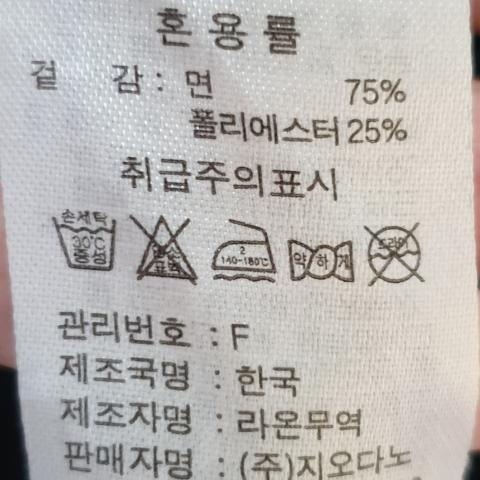 혼용률
겉 감 : 면 75%
폴리에스터 25%
취급주의표시
손세탁
30℃
중성
염소
표백
2
140~160℃
약하게
드라이
관리번호 : F
제조국명 : 한국
제조자명 : 라온무역
판매자명 : (주)지오다노